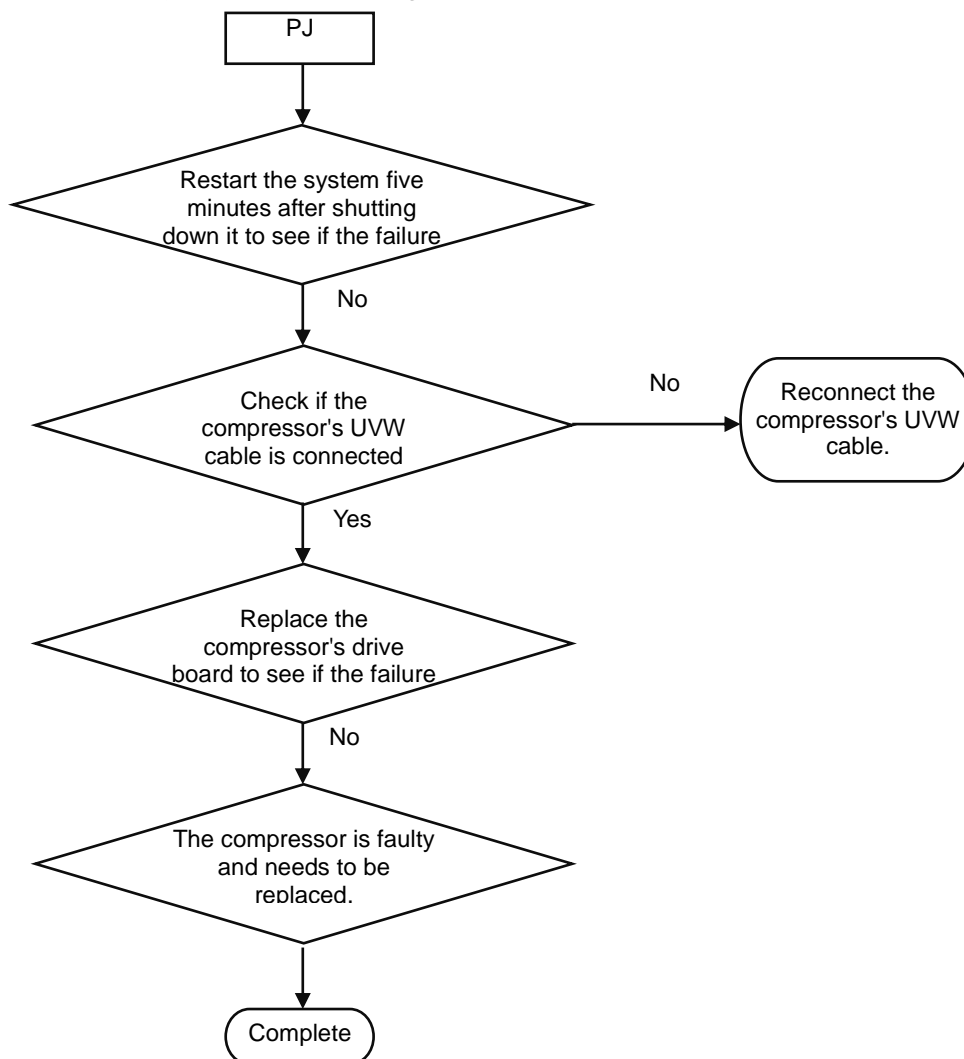 PJ
Restart the system five
minutes after shutting
down it to see if the failure
No
Check if the
compressor's UVW
cable is connected
No
Reconnect the
compressor's UVW
cable.
Yes
Replace the
compressor's drive
board to see if the failure
No
The compressor is faulty
and needs to be
replaced.
Complete